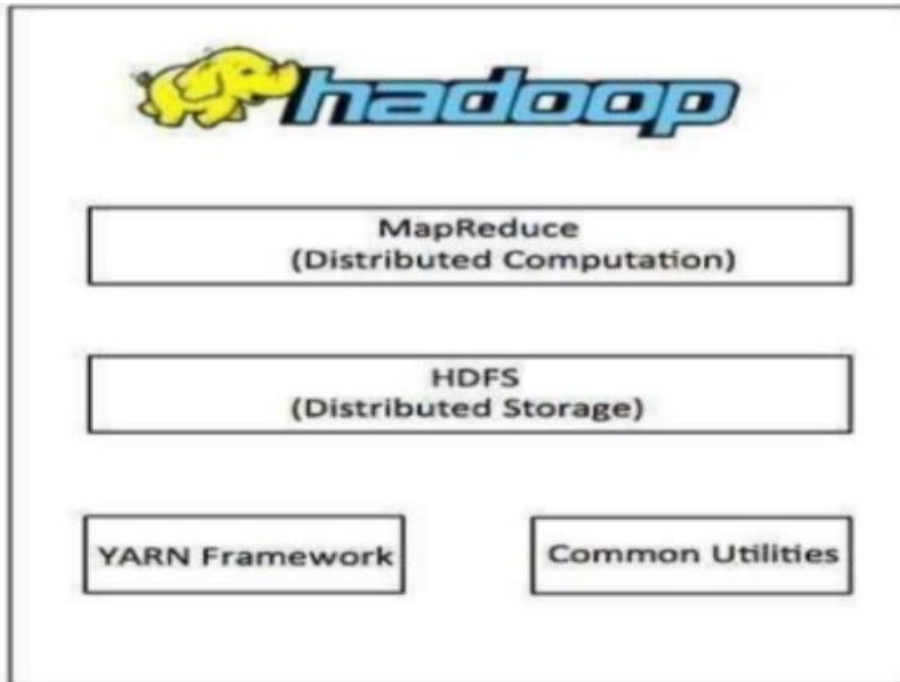 hadoop
MapReduce
(Distributed Computation)
HDFS
(Distributed Storage)
YARN Framework
Common Utilities